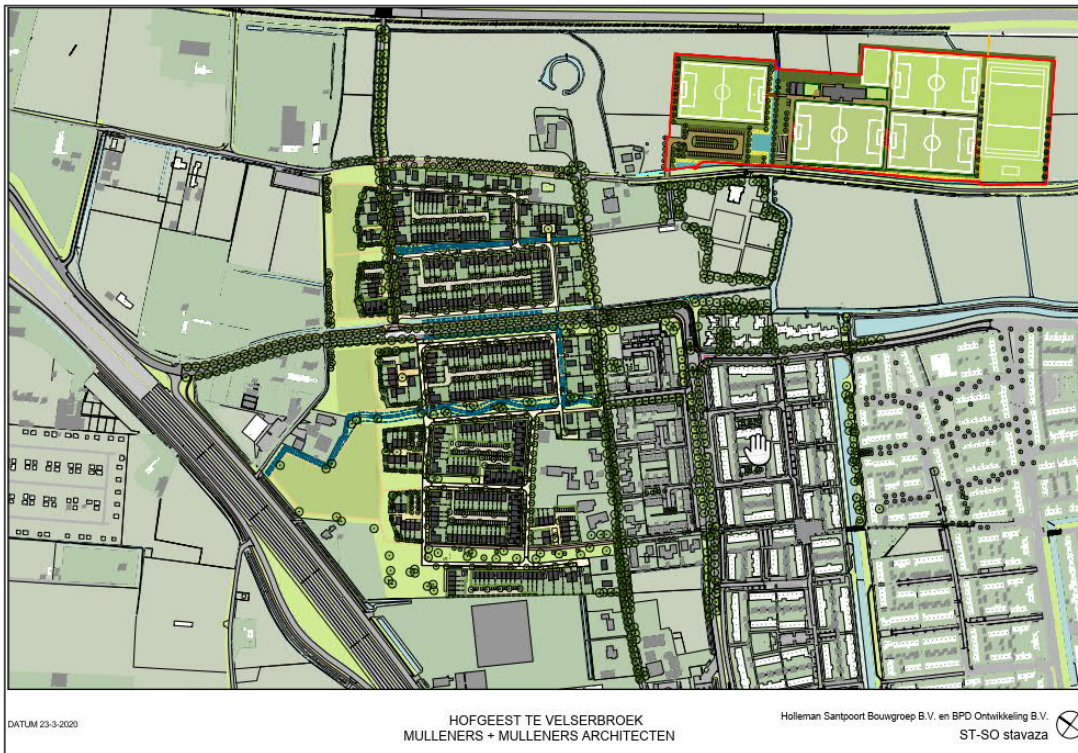 DATUM 23-3-2020
HOFGEEST TE VELSERBROEK
MULLENERS + MULLENERS ARCHITECTEN
Holleman Santpoort Bouwgroep B.V. en BPD Ontwikkeling B.V.
ST-SO stavaza